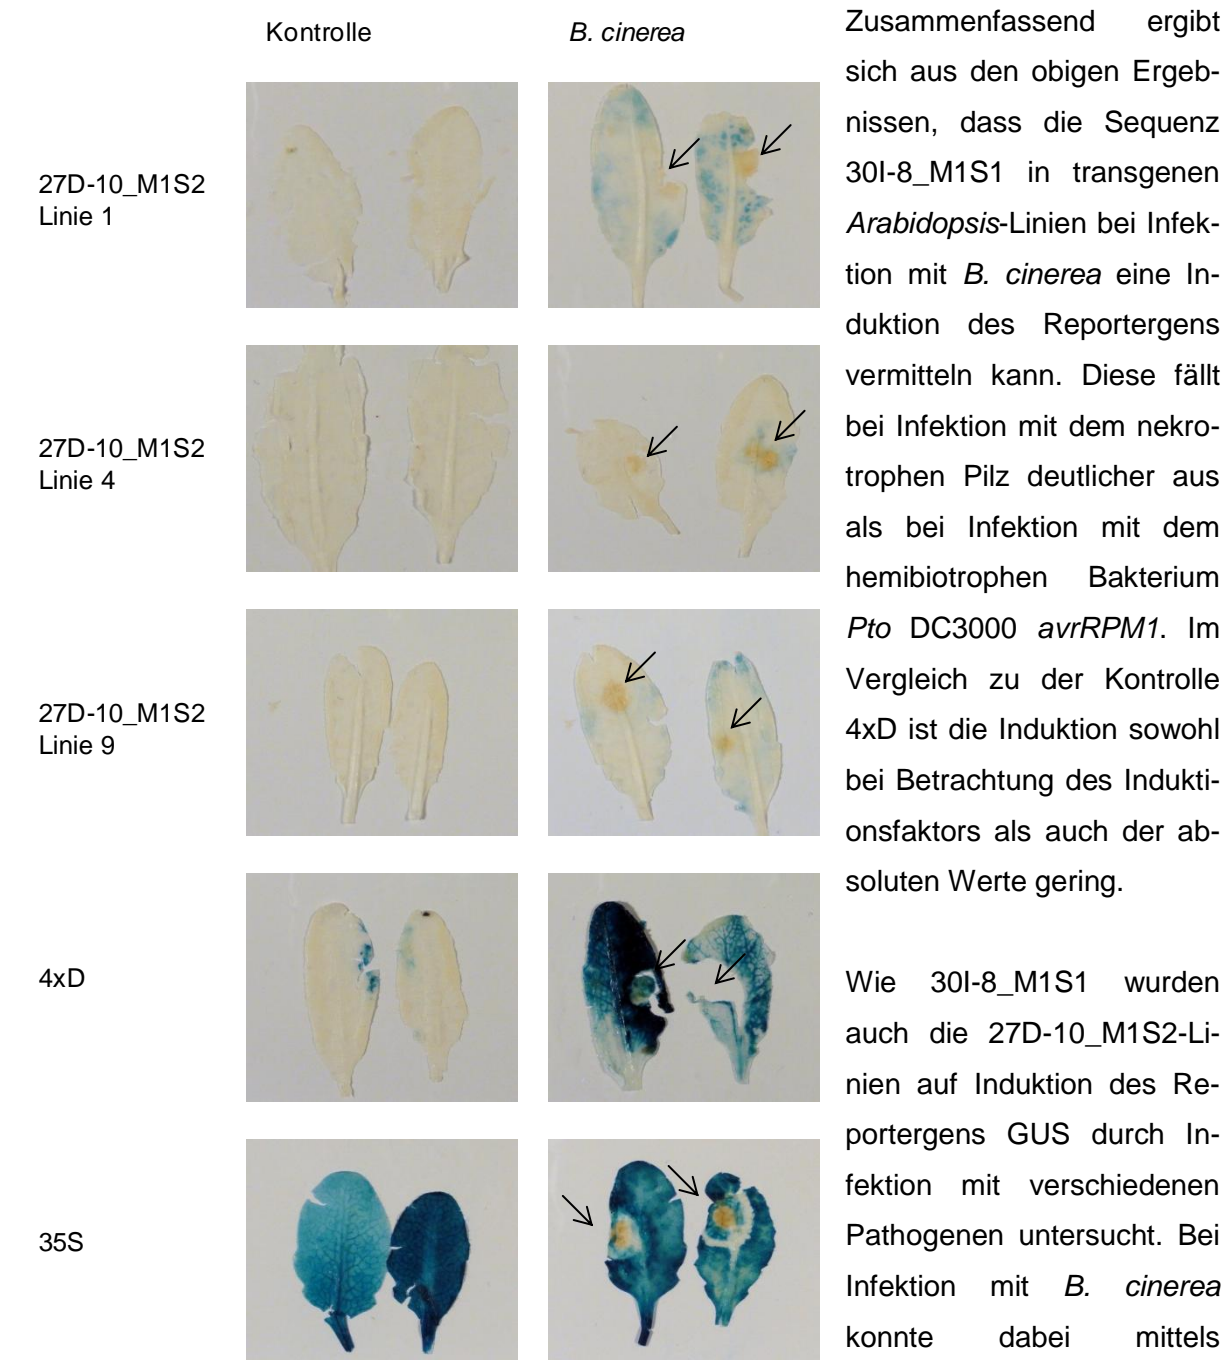 Kontrolle
B. cinerea
27D-10_M1S2
Linie 1
27D-10_M1S2
Linie 4
27D-10_M1S2
Linie 9
4xD
35S
Zusammenfassend ergibt
sich aus den obigen Ergeb-
nissen, dass die Sequenz
30I-8_M1S1 in transgenen
Arabidopsis-Linien bei Infek-
tion mit B. cinerea eine In-
duktion des Reportergens
vermitteln kann. Diese fällt
bei Infektion mit dem nekro-
trophen Pilz deutlicher aus
als bei Infektion mit dem
hemibiotrophen Bakterium
Pto DC3000 avrRPM1. Im
Vergleich zu der Kontrolle
4xD ist die Induktion sowohl
bei Betrachtung des Indukti-
onsfaktors als auch der ab-
soluten Werte gering.
Wie 30I-8_M1S1 wurden
auch die 27D-10_M1S2-Li-
nien auf Induktion des Re-
portergens GUS durch In-
fektion mit verschiedenen
Pathogenen untersucht. Bei
Infektion mit B. cinerea
konnte dabei mittels